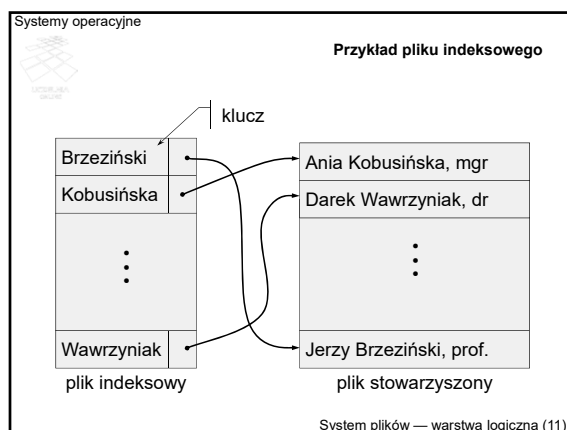 Systemy operacyjne
Przykład pliku indeksowego
klucz
Brzeziński
Kobusińska
Wawrzyniak
plik indeksowy
Ania Kobusińska, mgr
Darek Wawrzyniak, dr
Jerzy Brzeziński, prof.
plik stowarzyszony
System plików — warstwa logiczna (11)